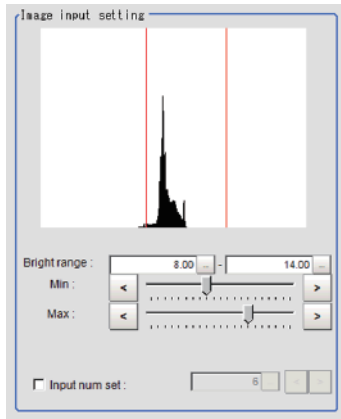 Image input setting
Bright range : 8.00 ... - 14.00 ...
Min : < >
Max : < >
Input num set : 6 ... < >